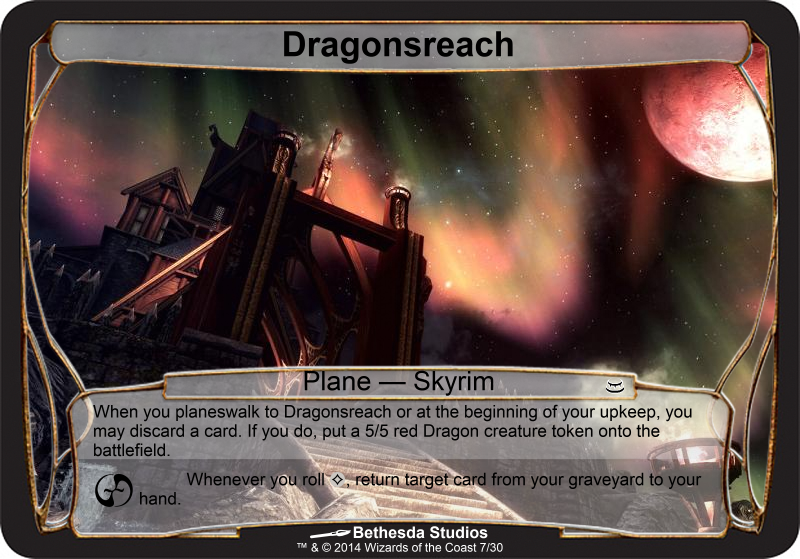 Dragonsreach
Plane — Skyrim
When you planeswalk to Dragonsreach or at the beginning of your upkeep, you
may discard a card. If you do, put a 5/5 red Dragon creature token onto the
battlefield.
Whenever you roll , return target card from your graveyard to your
hand.
Bethesda Studios
™ & © 2014 Wizards of the Coast 7/30